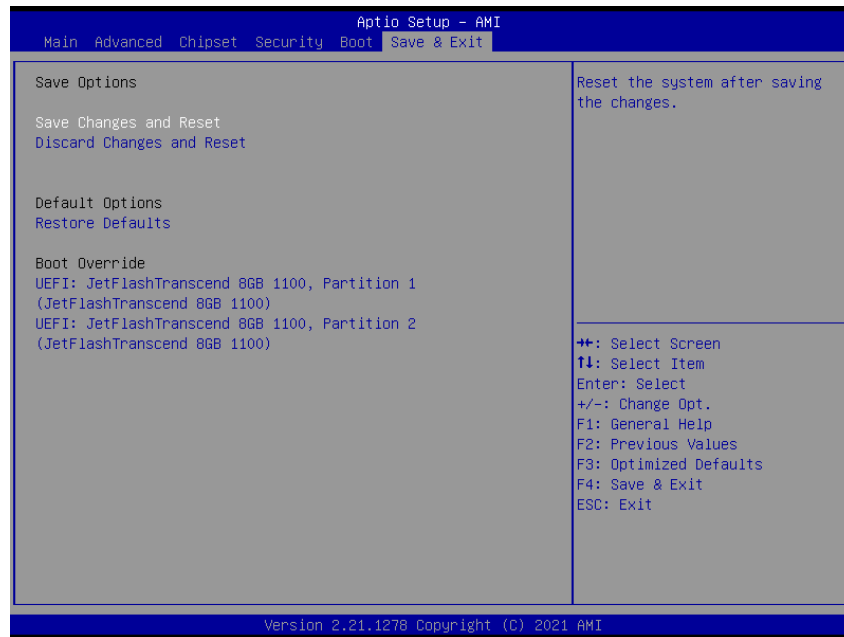 Aptio Setup – AMI
Main Advanced Chipset Security Boot Save & Exit
Save Options
Save Changes and Reset
Discard Changes and Reset
Default Options
Restore Defaults
Boot Override
UEFI: JetFlashTranscend 8GB 1100, Partition 1
(JetFlashTranscend 8GB 1100)
UEFI: JetFlashTranscend 8GB 1100, Partition 2
(JetFlashTranscend 8GB 1100)
Reset the system after saving
the changes.
→←: Select Screen
↑↓: Select Item
Enter: Select
+/-: Change Opt.
F1: General Help
F2: Previous Values
F3: Optimized Defaults
F4: Save & Exit
ESC: Exit
Version 2.21.1278 Copyright (C) 2021 AMI